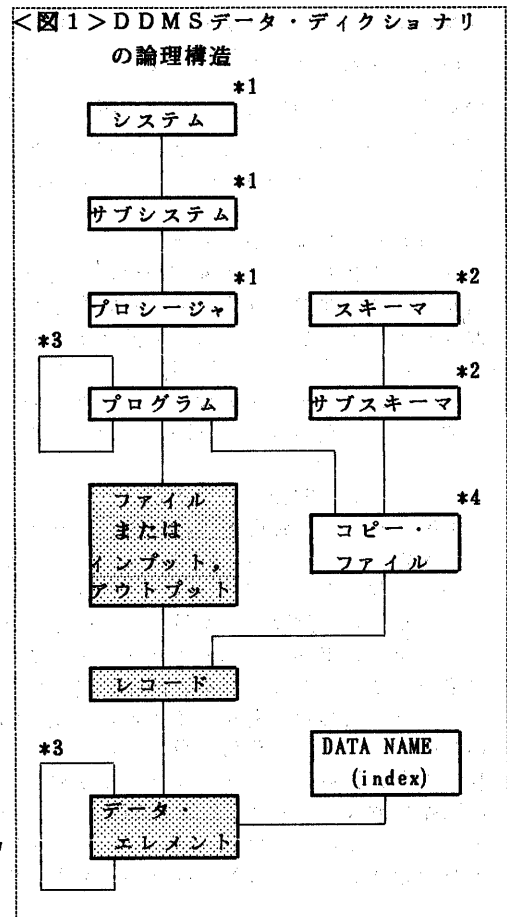 ＜図1＞DDMSデータ・ディクショナリ
の論理構造
*1
システム
*1
サブシステム
*1
プロシージャ
*2
スキーマ
*3
*2
プログラム
サブスキーマ
ファイル
または
インプット，
アウトプット
*4
コピー・
ファイル
レコード
*3
DATA NAME
(index)
データ・
エレメント